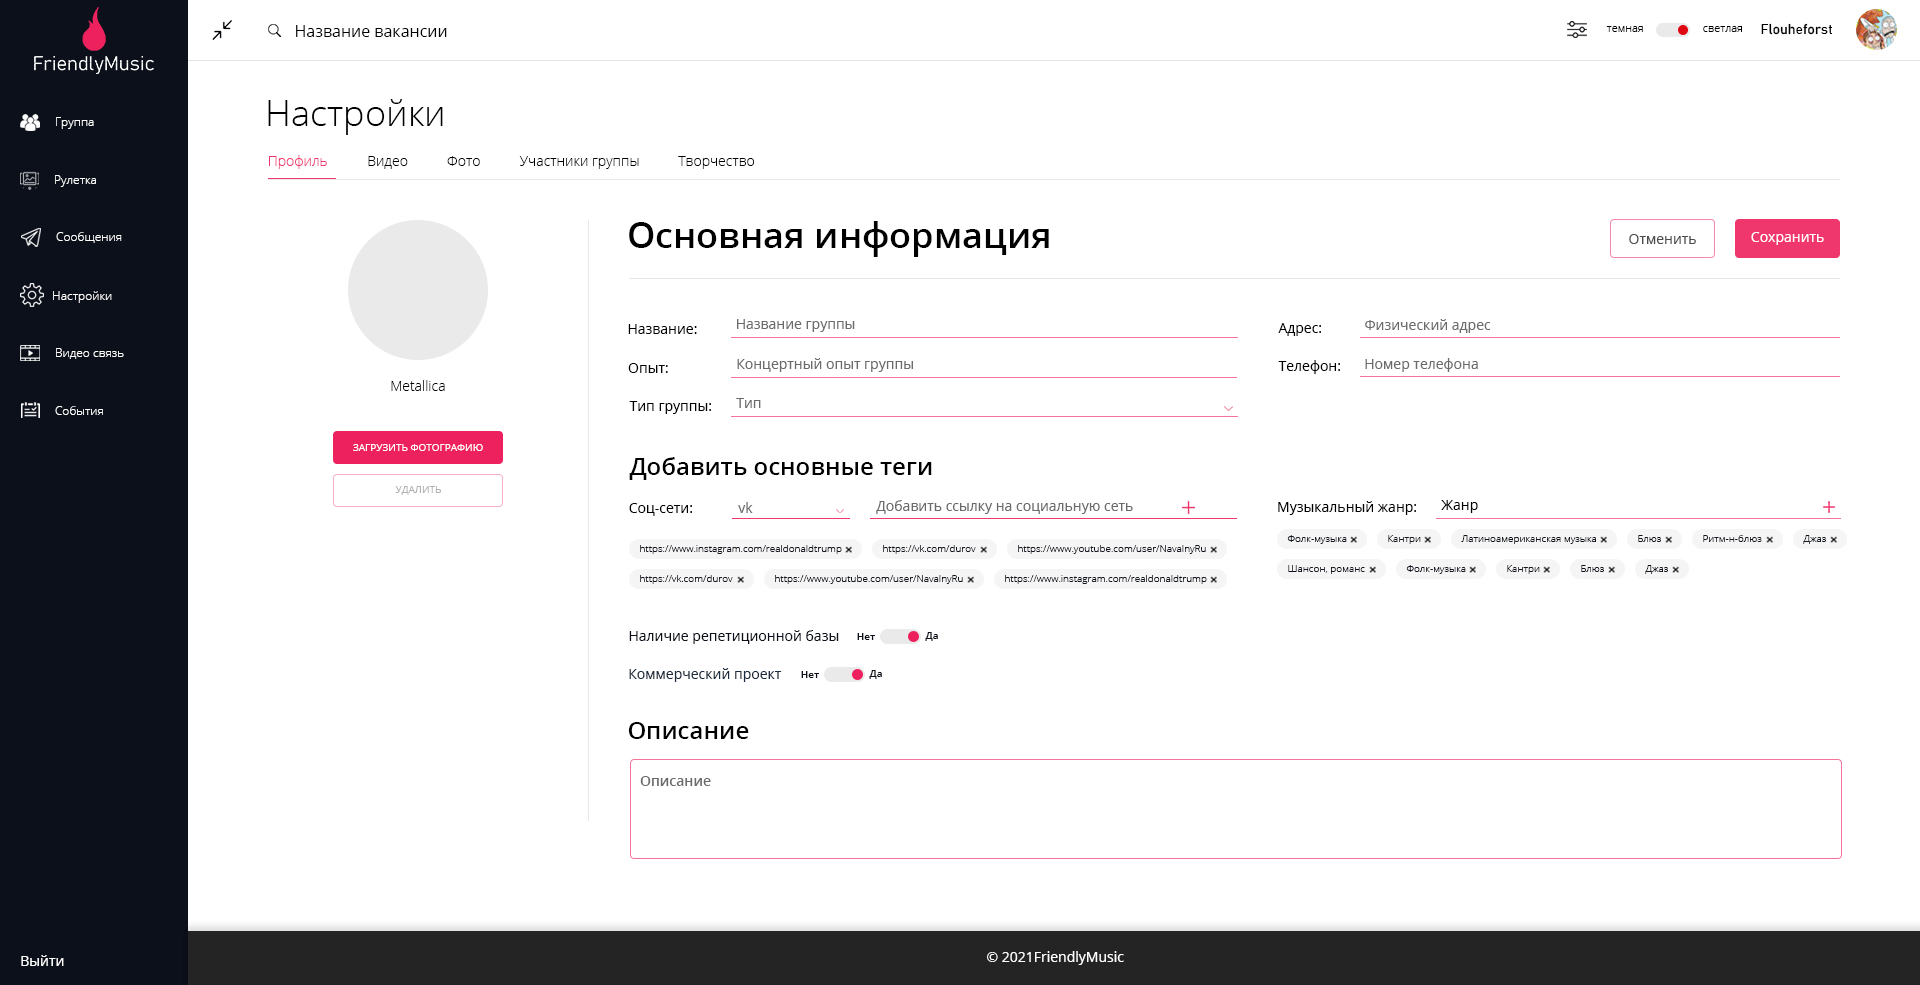 FriendlyMusic
Группа
Рулетка
Сообщения
Настройки
Видео связь
События
Выйти
Название вакансии
темная
светлая
Flouheforst
Настройки
Профиль Видео Фото Участники группы Творчество
Metallica
ЗАГРУЗИТЬ ФОТОГРАФИЮ
УДАЛИТЬ
Основная информация
Отменить
Сохранить
Название: Название группы
Адрес: Физический адрес
Опыт: Концертный опыт группы
Телефон: Номер телефона
Тип группы: Тип
Добавить основные теги
Соц-сети: vk Добавить ссылку на социальную сеть
https://www.instagram.com/realdonaldtrump https://vk.com/durov https://www.youtube.com/user/NavalnyRu
https://vk.com/durov https://www.youtube.com/user/NavalnyRu https://www.instagram.com/realdonaldtrump
Музыкальный жанр: Жанр
Фолк-музыка Кантри Латиноамериканская музыка Блюз Ритм-н-блюз Джаз
Шансон, романс Фолк-музыка Кантри Блюз Джаз
Наличие репетиционной базы Нет Да
Коммерческий проект Нет Да
Описание
Описание
© 2021FriendlyMusic